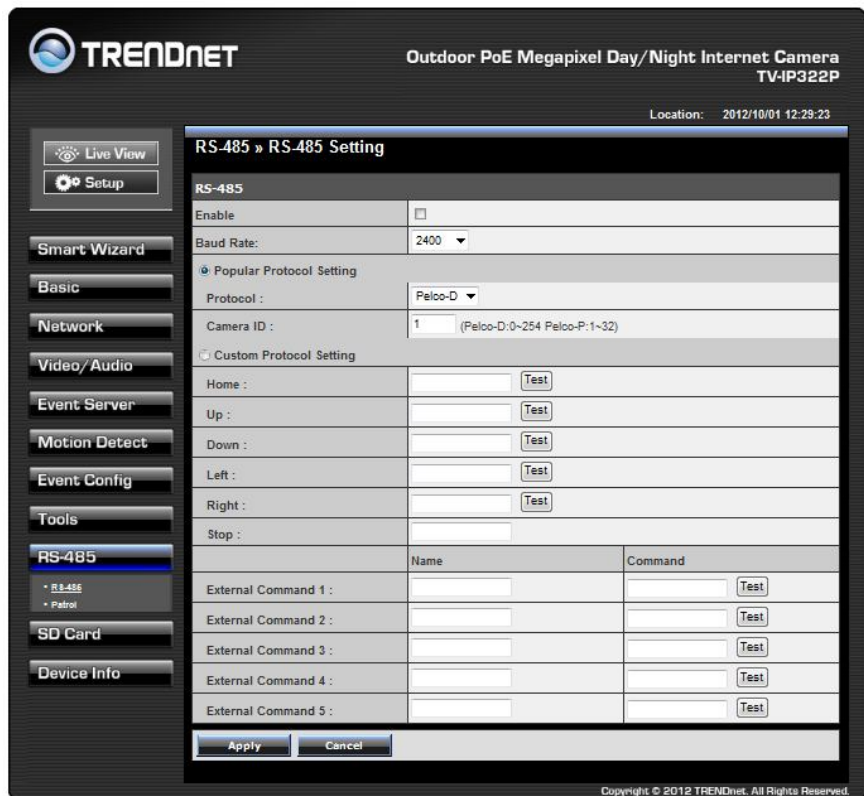 TRENDNET
Outdoor PoE Megapixel Day/Night Internet Camera
TV-IP322P
Location: 2012/10/01 12:29:23
Live View
Setup
Smart Wizard
Basic
Network
Video/Audio
Event Server
Motion Detect
Event Config
Tools
RS-485
• RS-485
• Patrol
SD Card
Device Info
RS-485 » RS-485 Setting
RS-485
Enable
Baud Rate: 2400
Popular Protocol Setting
Protocol : Pelco-D
Camera ID : 1 (Pelco-D:0~254 Pelco-P:1~32)
Custom Protocol Setting
Home : Test
Up : Test
Down : Test
Left : Test
Right : Test
Stop :
Name Command
External Command 1 : Test
External Command 2 : Test
External Command 3 : Test
External Command 4 : Test
External Command 5 : Test
Apply Cancel
Copyright © 2012 TRENDnet. All Rights Reserved.